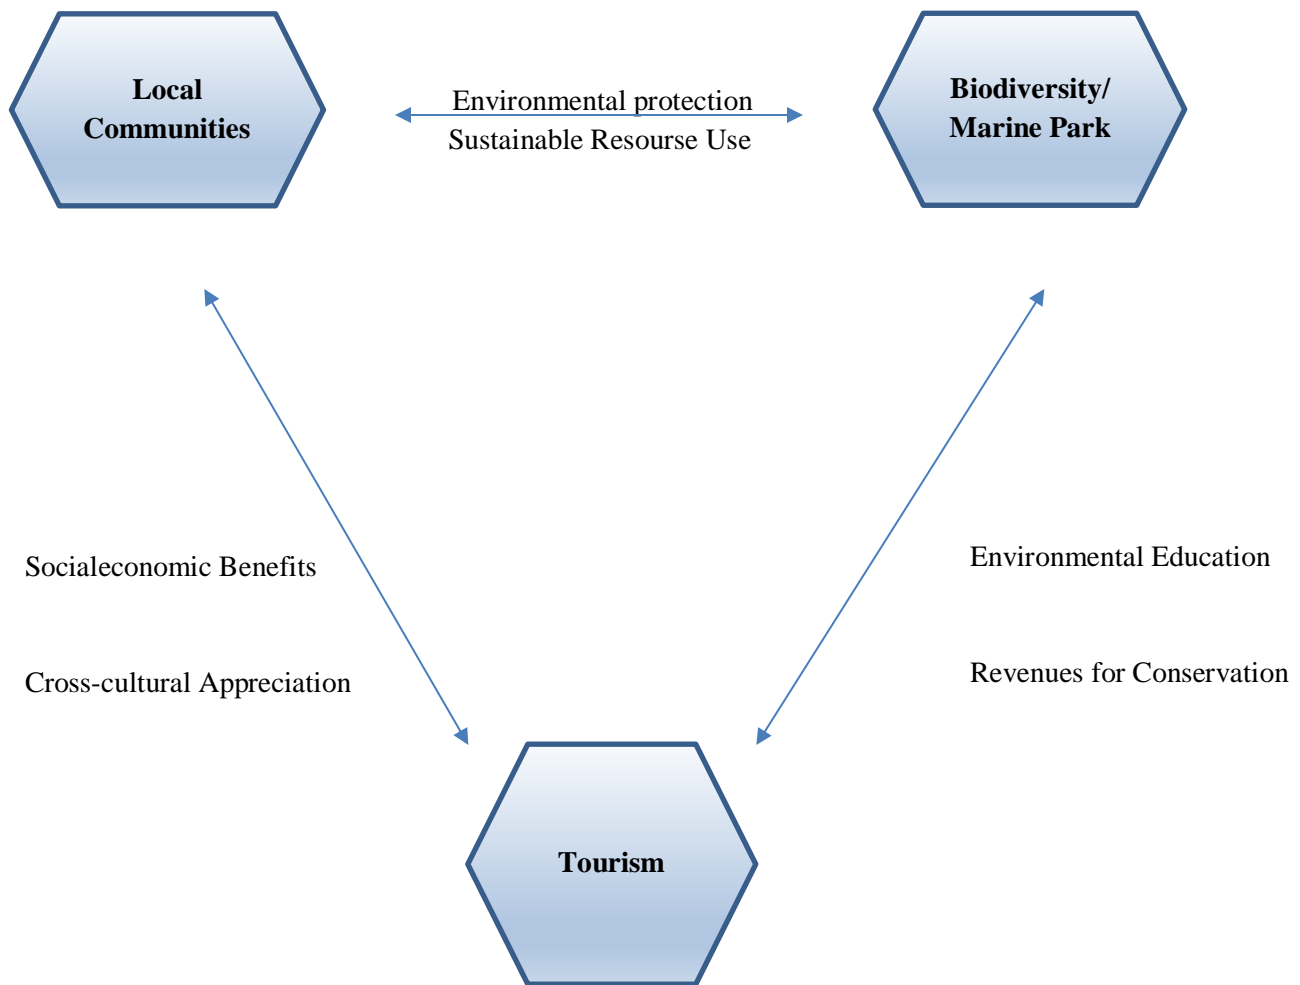 Local
Communities
Environmental protection
Sustainable Resourse Use
Biodiversity/
Marine Park
Socialeconomic Benefits
Cross-cultural Appreciation
Environmental Education
Revenues for Conservation
Tourism